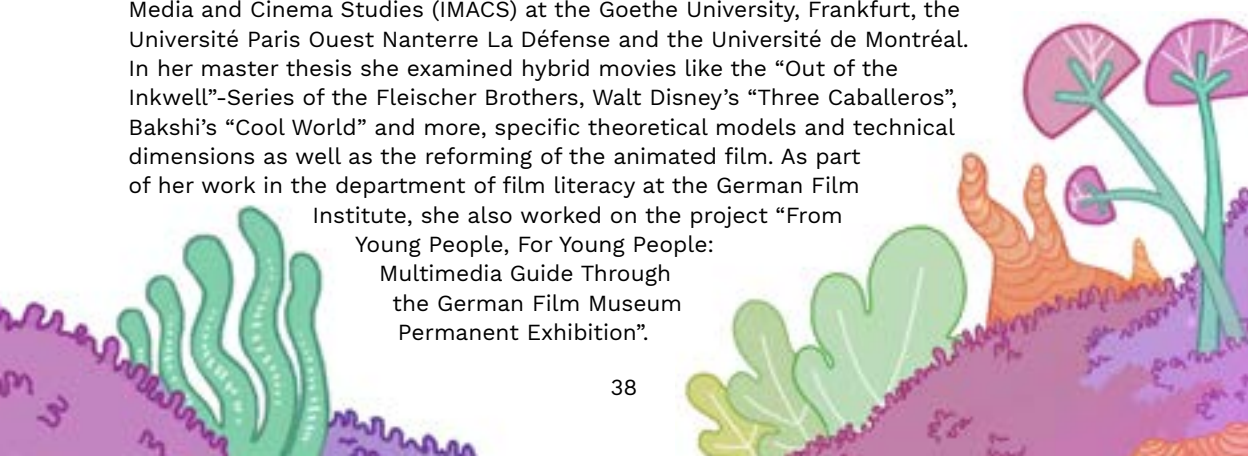 Media and Cinema Studies (IMACS) at the Goethe University, Frankfurt, the
Université Paris Ouest Nanterre La Défense and the Université de Montréal.
In her master thesis she examined hybrid movies like the “Out of the
Inkwell”-Series of the Fleischer Brothers, Walt Disney’s “Three Caballeros”,
Bakshi’s “Cool World” and more, specific theoretical models and technical
dimensions as well as the reforming of the animated film. As part
of her work in the department of film literacy at the German Film
Institute, she also worked on the project “From
Young People, For Young People:
Multimedia Guide Through
the German Film Museum
Permanent Exhibition”.
38